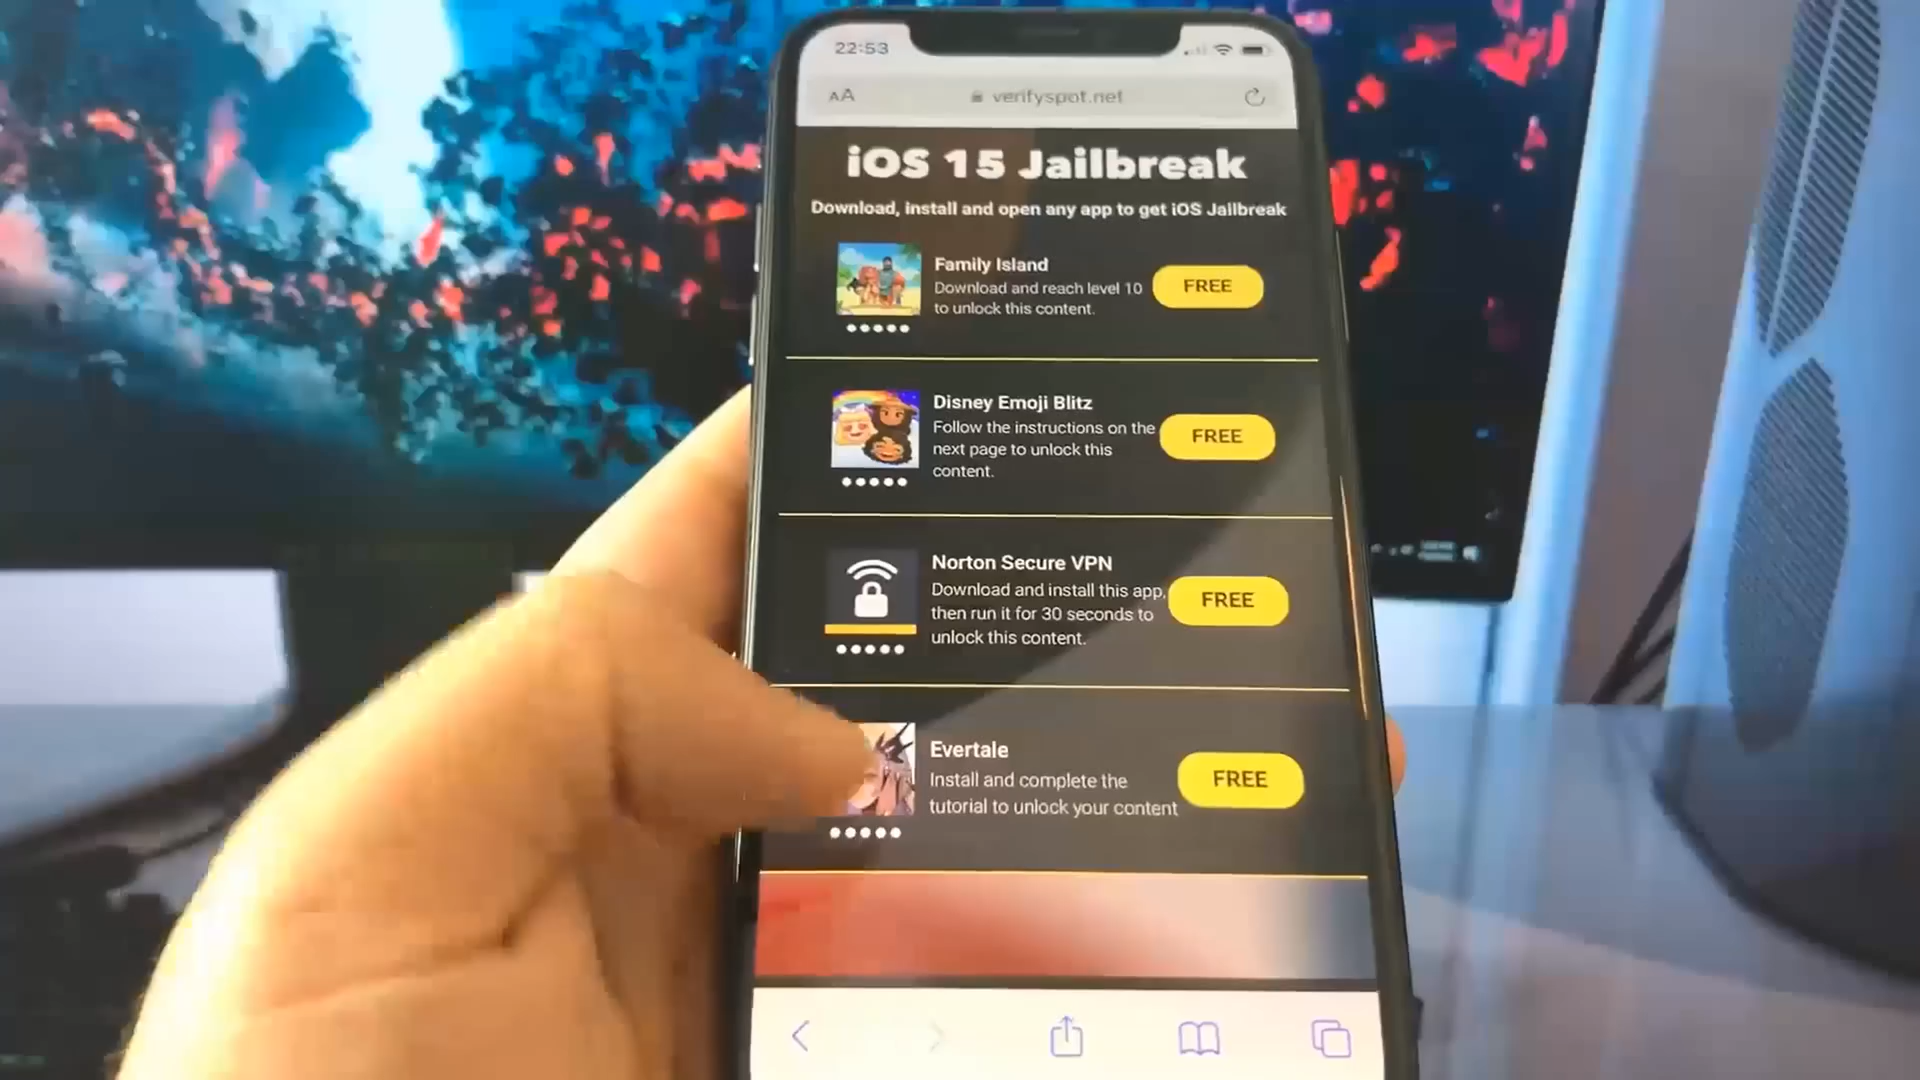 22:53
AA
verifyspot.net
iOS 15 Jailbreak
Download, install and open any app to get iOS Jailbreak
Family Island
Download and reach level 10
to unlock this content.
FREE
Disney Emoji Blitz
Follow the instructions on the
next page to unlock this
content.
FREE
Norton Secure VPN
Download and install this app,
then run it for 30 seconds to
unlock this content.
FREE
Evertale
Install and complete the
tutorial to unlock your content
FREE